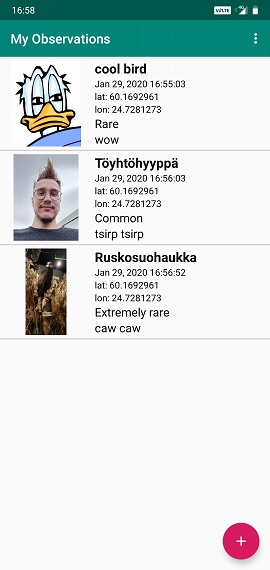 16:58
VoLTE
My Observations
cool bird
Jan 29, 2020 16:55:03
lat: 60.1692961
lon: 24.7281273
Rare
wow
Töyhtöhyyppä
Jan 29, 2020 16:56:03
lat: 60.1692961
lon: 24.7281273
Common
tsirp tsirp
Ruskosuohaukka
Jan 29, 2020 16:56:52
lat: 60.1692961
lon: 24.7281273
Extremely rare
caw caw